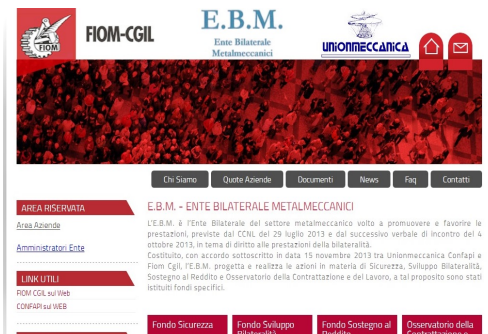 FIOM
FIOM-CGIL
E.B.M.
Ente Bilaterale
Metalmeccanici
UNIONMECCANICA
Chi Siamo
Quote Aziende
Documenti
News
Faq
Contatti
AREA RISERVATA
Area Aziende
Amministratori Ente
LINK UTILI
FIOM CGIL sul Web
CONFAPI sul WEB
E.B.M. - ENTE BILATERALE METALMECCANICI
L'E.B.M. è l'Ente Bilaterale del settore metalmeccanico volto a promuovere e favorire le
prestazioni, previste dal CCNL del 29 luglio 2013 e dal successivo verbale di incontro del 4
ottobre 2013, in tema di diritto alle prestazioni della bilateralità.
Costituito, con accordo sottoscritto in data 15 novembre 2013 tra Unionmeccanica Confapi e
Fiom Cgil, l'E.B.M. progetta e realizza le azioni in materia di Sicurezza, Sviluppo Bilateralità,
Sostegno al Reddito e Osservatorio della Contrattazione e del Lavoro, a tal proposito sono stati
istituiti fondi specifici.
Fondo Sicurezza
Fondo Sviluppo
Bilateralità
Fondo Sostegno al
Reddito
Osservatorio della
Contrattazione e